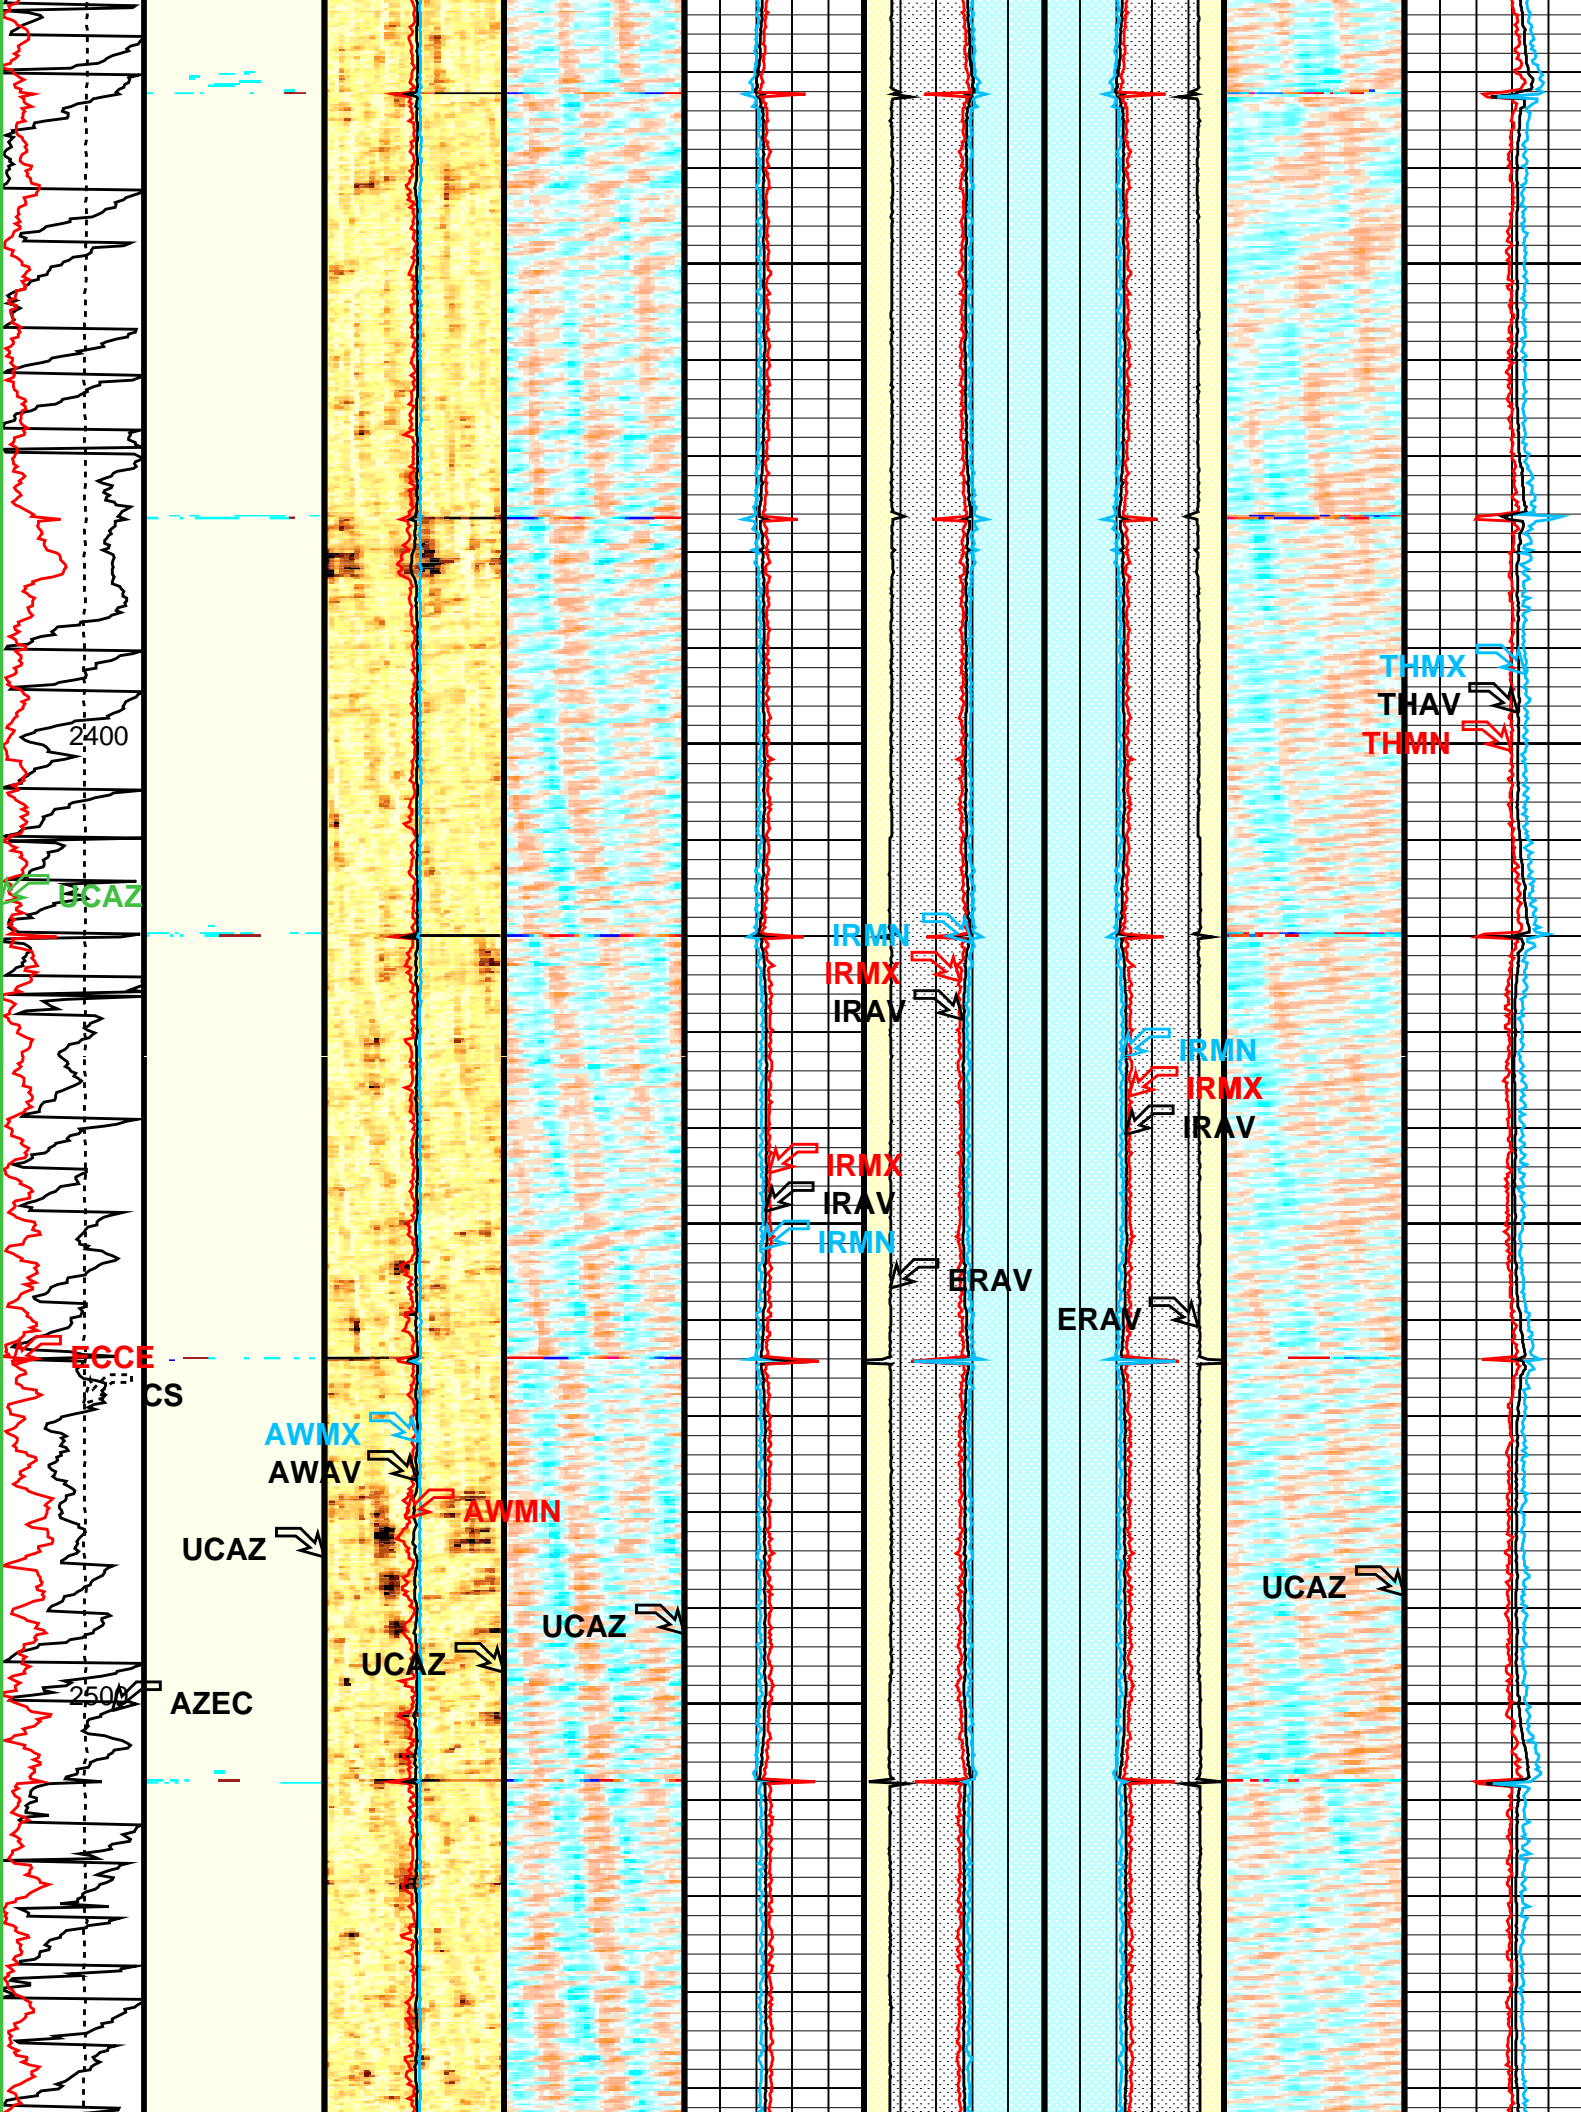 THMX
THAV
2400
THMN
UCAZ
IRMN
IRMX
IRAV
IRMN
IRMX
IRAV
IRMX
IRAV
IRMN
ERAV
ERAV
ECCE
CS
AWMX
AWAV
AWMN
UCAZ
UCAZ
UCAZ
UCAZ
2500
AZEC